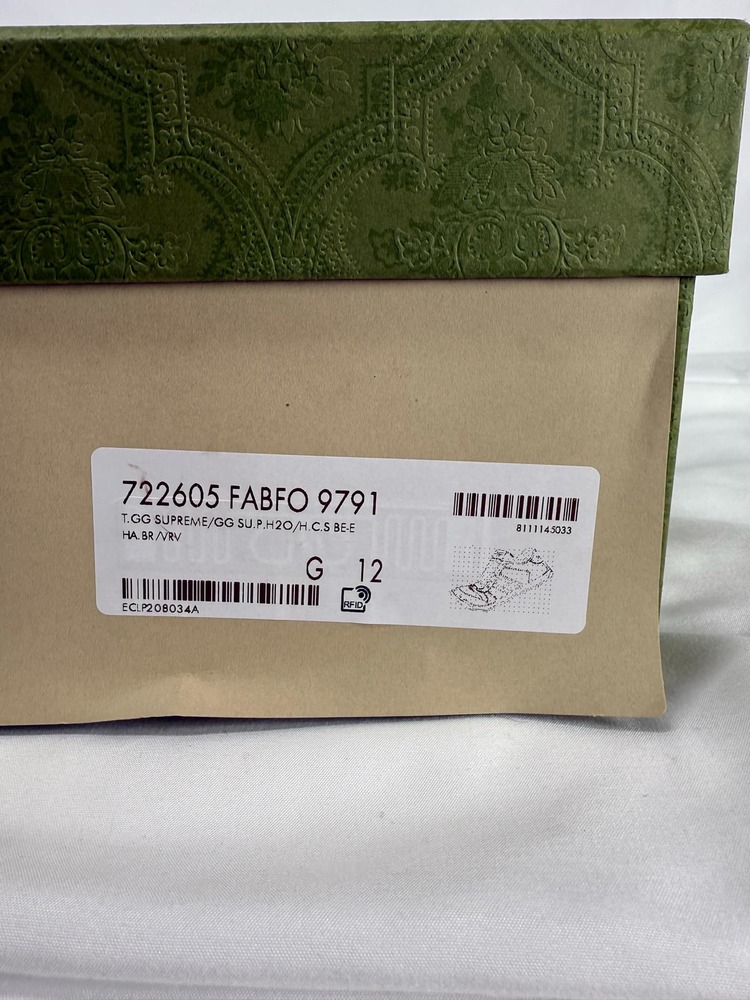 722605 FABFO 9791
T.GG SUPREME/GG SU.P.H2O/H.C.S BE-E
HA.BR/VRV
G 12
ECLP208034A
RFID
8111145033